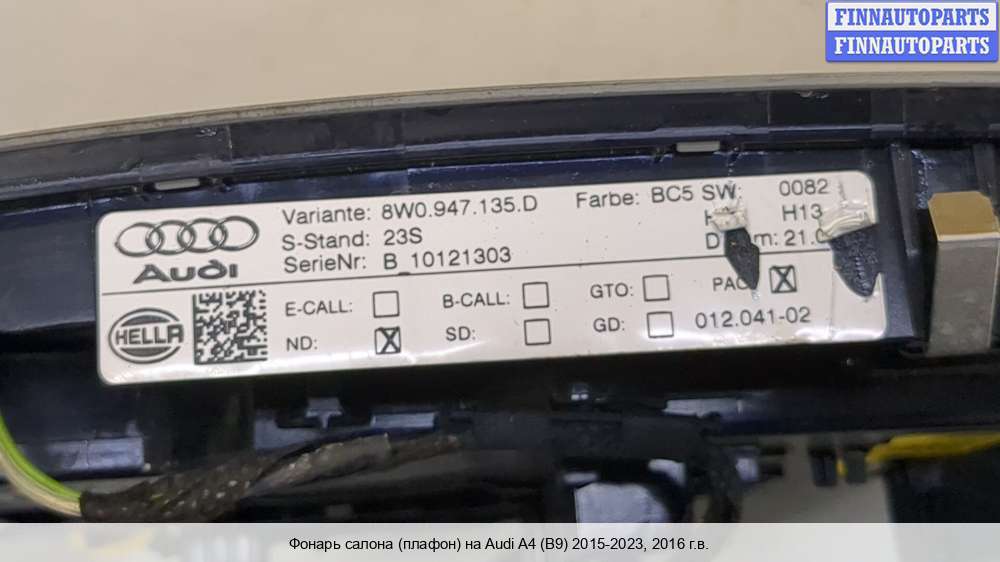 FINNAUTOPARTS
FINNAUTOPARTS
Audi
Variante: 8W0.947.135.D
Farbe: BC5 SW: 0082
S-Stand: 23S
H13
SerieNr: B_10121303
HELLA
E-CALL:
B-CALL:
GTO:
ND:
SD:
GD:
012.041-02
Фонарь салона (плафон) на Audi A4 (B9) 2015-2023, 2016 г.в.